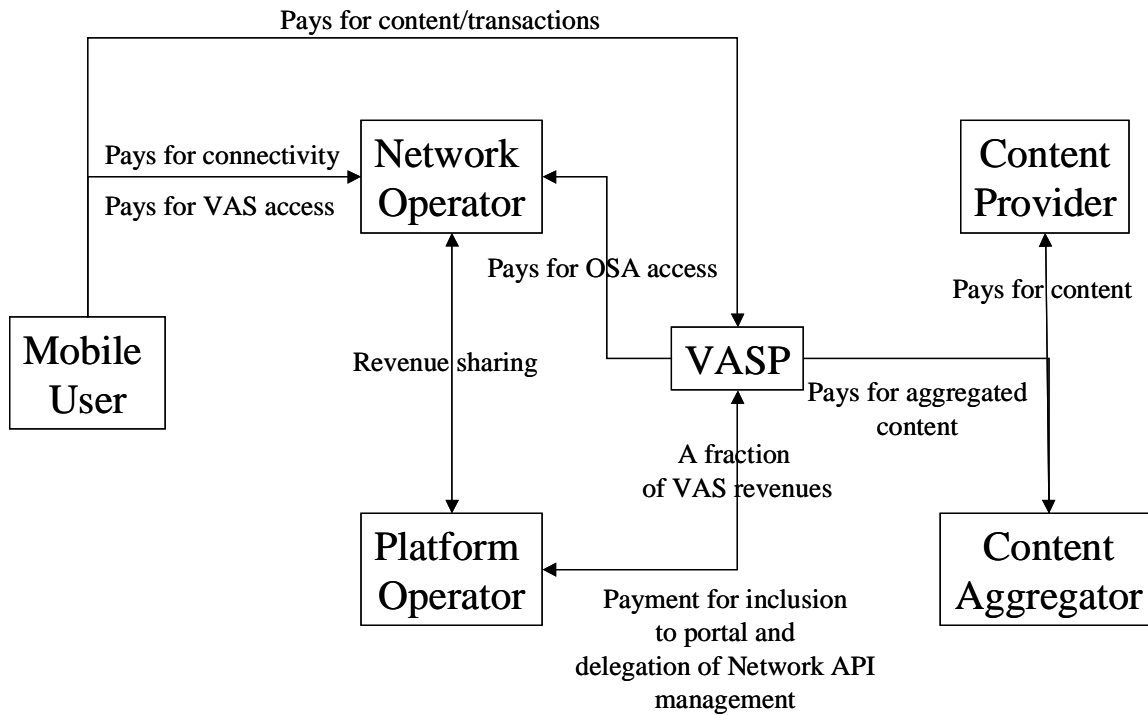 Pays for content/transactions
Network
Operator
Content
Provider
Pays for connectivity
Pays for VAS access
Pays for OSA access
Pays for content
Mobile
User
Revenue sharing
VASP
Pays for aggregated
content
A fraction
of VAS revenues
Platform
Operator
Content
Aggregator
Payment for inclusion
to portal and
delegation of Network API
management